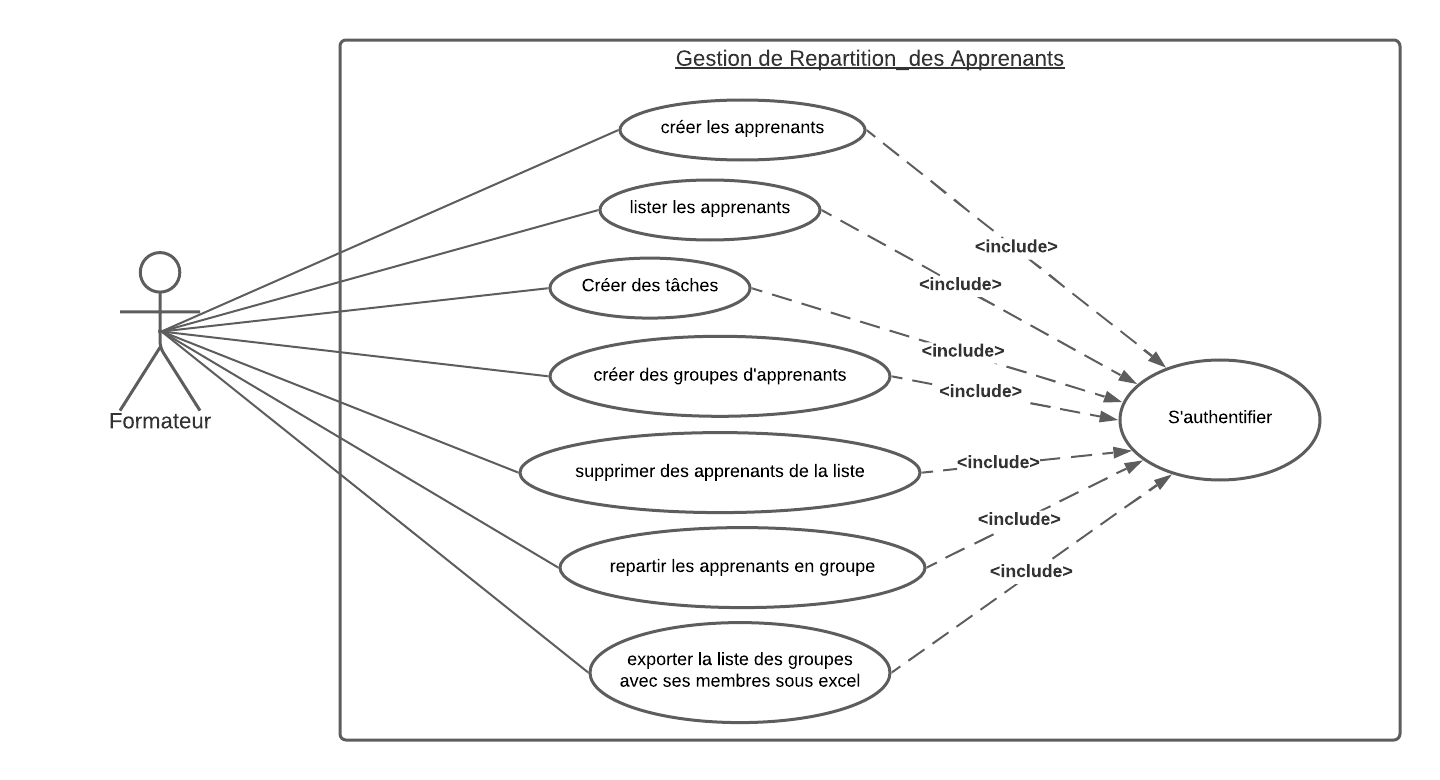 Gestion de Repartition_des Apprenants
créer les apprenants
<include>
lister les apprenants
<include>
Créer des tâches
<include>
créer des groupes d'apprenants
<include>
Formateur
S'authentifier
supprimer des apprenants de la liste
<include>
repartir les apprenants en groupe
<include>
exporter la liste des groupes
avec ses membres sous excel
<include>